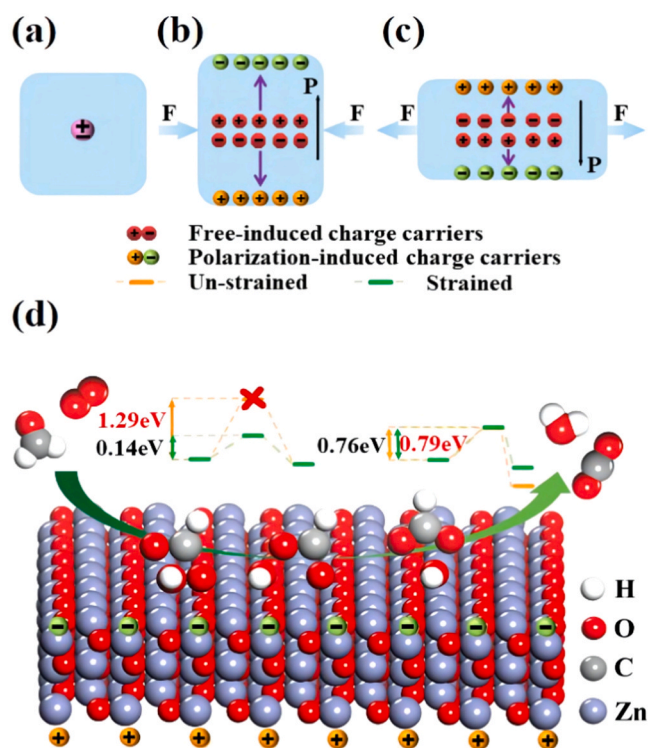 (a)
(b)
(c)
F
F
P
F
F
P
Free-induced charge carriers
Polarization-induced charge carriers
Un-strained
Strained
(d)
1.29eV
0.14eV
0.76eV
0.79eV
H
O
C
Zn